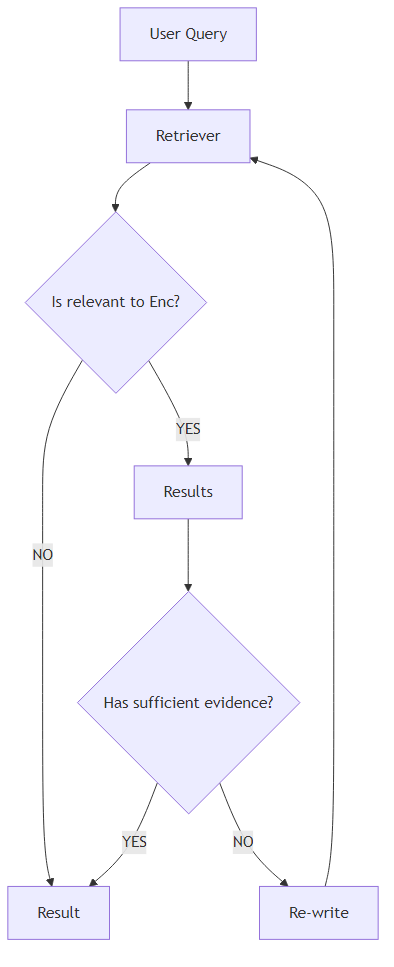 User Query
Retriever
Is relevant to Enc?
YES
Results
NO
Has sufficient evidence?
YES
NO
Result
Re-write